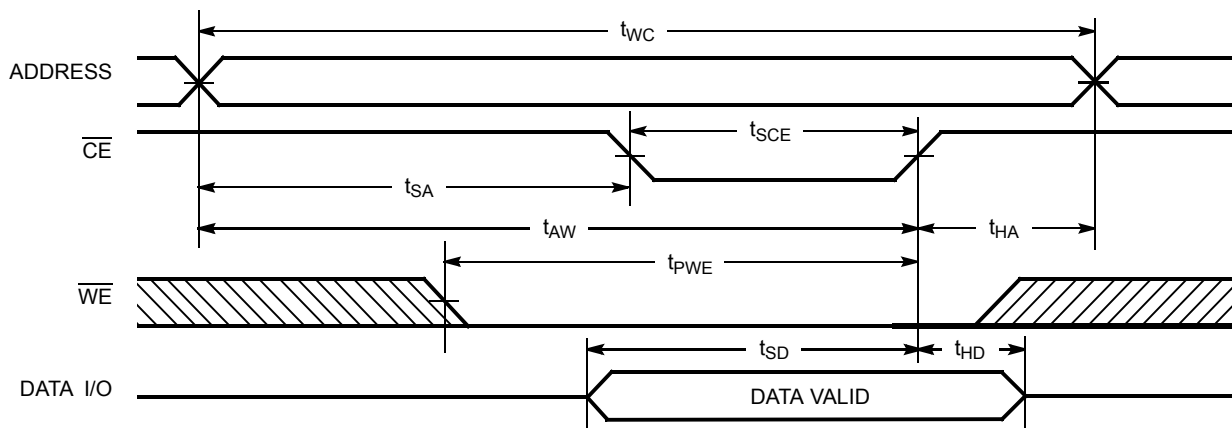 tWC
ADDRESS
CE
tSCE
tSA
tAW
tHA
tPWE
WE
tSD
tHD
DATA I/O
DATA VALID